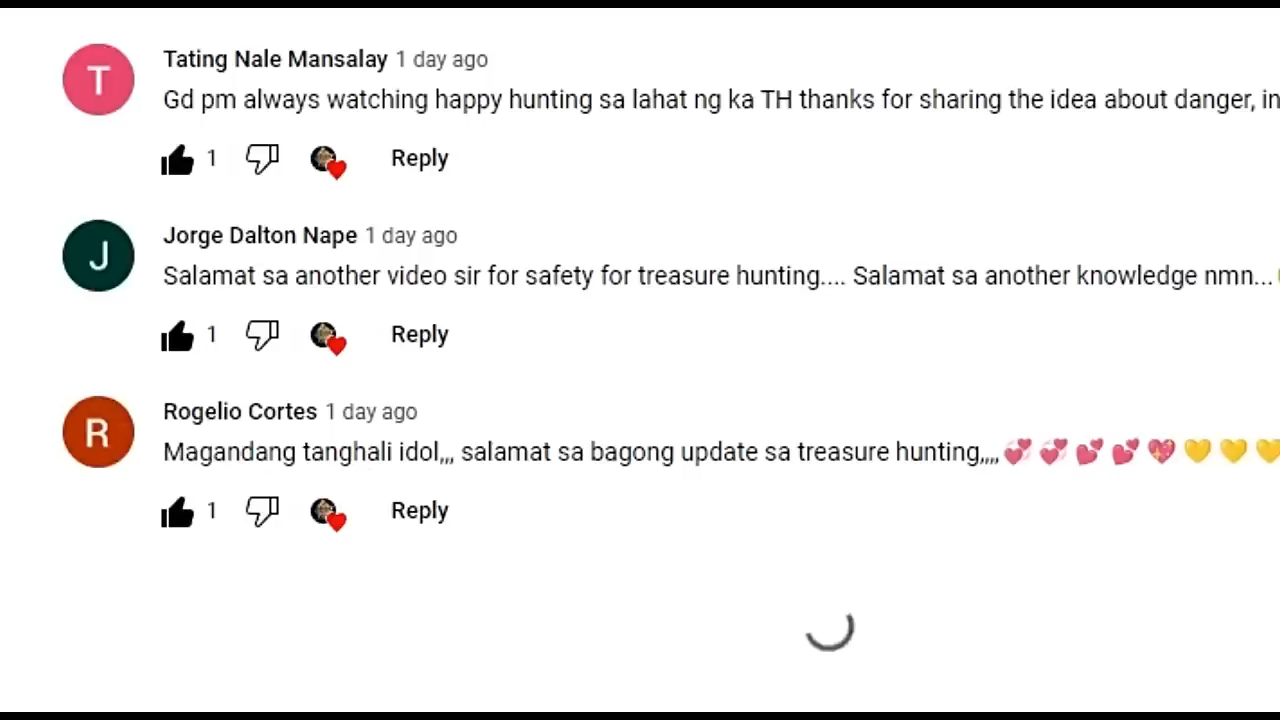 T
Tating Nale Mansalay 1 day ago
Gd pm always watching happy hunting sa lahat ng ka TH thanks for sharing the idea about danger, in
1 Reply
J
Jorge Dalton Nape 1 day ago
Salamat sa another video sir for safety for treasure hunting.... Salamat sa another knowledge nmn...
1 Reply
R
Rogelio Cortes 1 day ago
Magandang tanghali idol,,, salamat sa bagong update sa treasure hunting,,,, 💞 💞 💕 💕 💖 💛 💛 💛
1 Reply